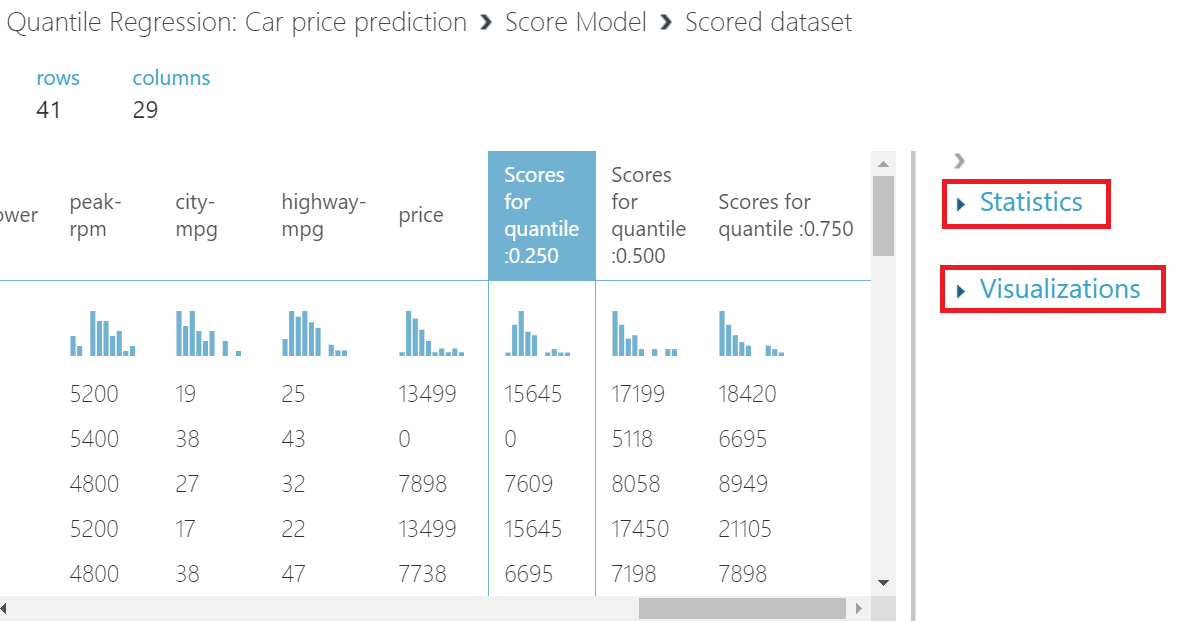 Quantile Regression: Car price prediction › Score Model › Scored dataset
rows columns
41 29
ower peak-rpm city-mpg highway-mpg price Scores for quantile :0.250 Scores for quantile :0.500 Scores for quantile :0.750
5200 19 25 13499 15645 17199 18420
5400 38 43 0 0 5118 6695
4800 27 32 7898 7609 8058 8949
5200 17 22 13499 15645 17450 21105
4800 38 47 7738 6695 7198 7898
Statistics
Visualizations